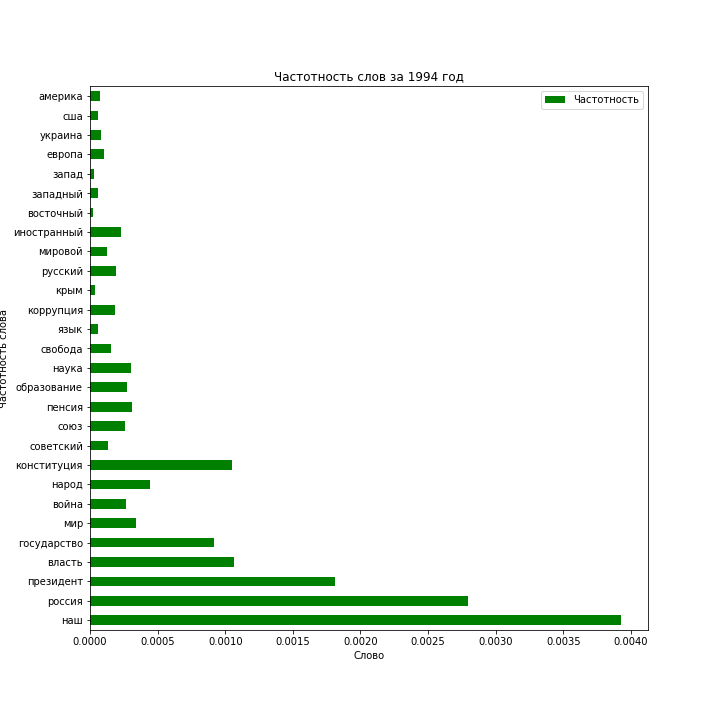 Частотность слов за 1994 год
Частотность
америка
сша
украина
европа
запад
западный
восточный
иностранный
мировой
русский
крым
коррупция
язык
свобода
наука
образование
пенсия
союз
советский
конституция
народ
война
мир
государство
власть
президент
россия
наш
Частотность слова
0.0000 0.0005 0.0010 0.0015 0.0020 0.0025 0.0030 0.0035 0.0040
Слово